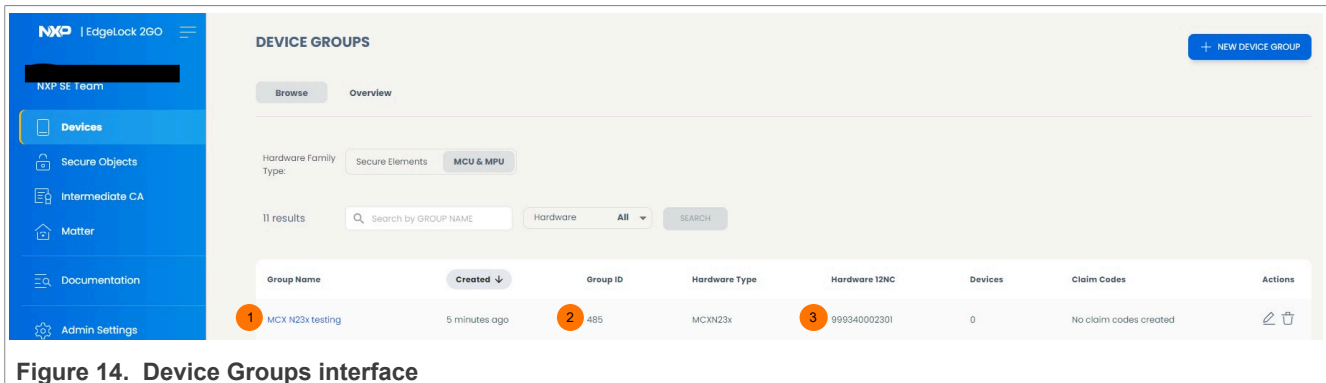 NXP | EdgeLock 2GO
NXP SE Team
Devices
Secure Objects
Intermediate CA
Matter
Documentation
Admin Settings
DEVICE GROUPS
+ NEW DEVICE GROUP
Browse Overview
Hardware Family Type: Secure Elements MCU & MPU
11 results Search by GROUP NAME Hardware All SEARCH
Group Name Created ↓ Group ID Hardware Type Hardware 12NC Devices Claim Codes Actions
1 MCX N23x testing 5 minutes ago 2 485 MCXN23x 3 999340002301 0 No claim codes created
Figure 14. Device Groups interface